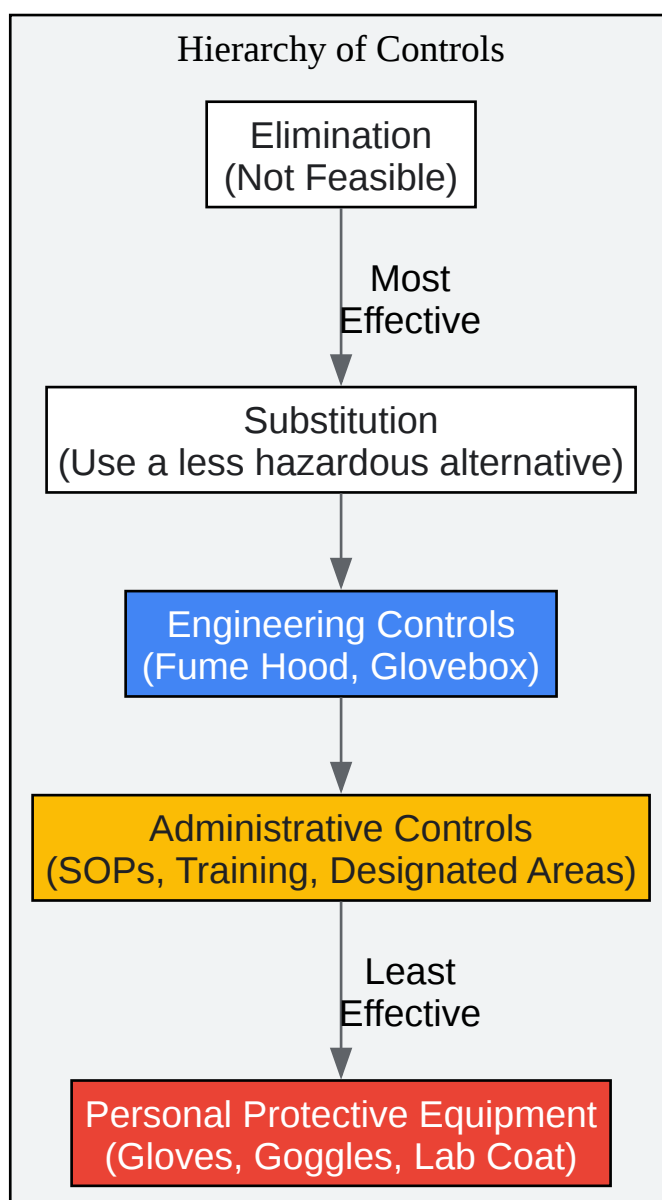 Hierarchy of Controls
Elimination
(Not Feasible)
Most
Effective
Substitution
(Use a less hazardous alternative)
Engineering Controls
(Fume Hood, Glovebox)
Administrative Controls
(SOPs, Training, Designated Areas)
Least
Effective
Personal Protective Equipment
(Gloves, Goggles, Lab Coat)